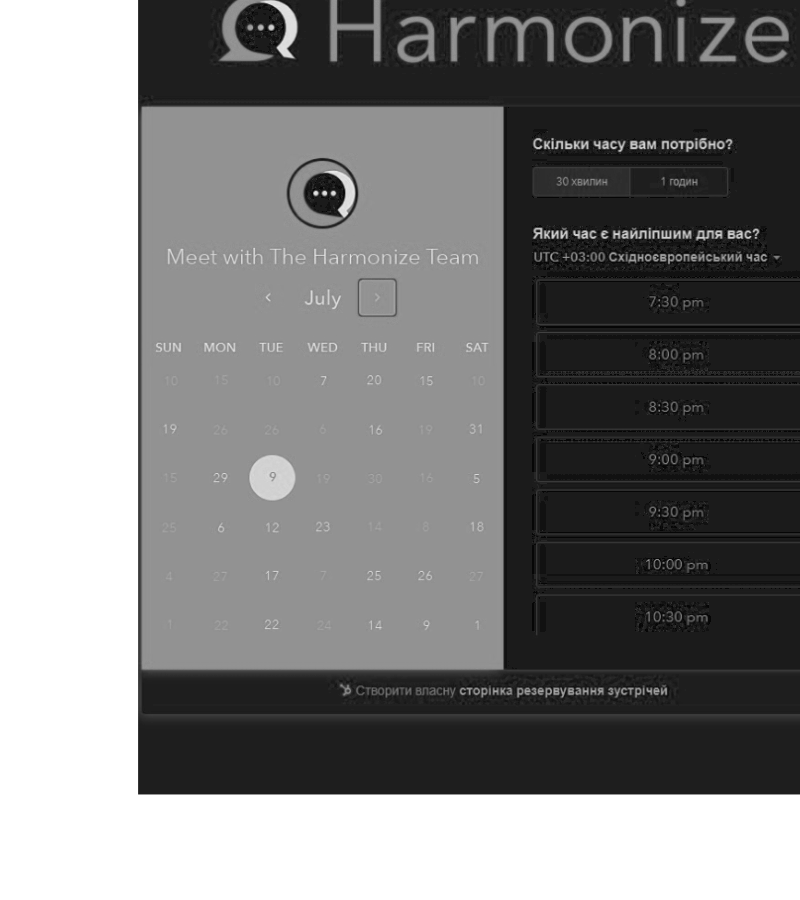 Harmonize
Meet with The Harmonize Team
July
SUN MON TUE WED THU FRI SAT
10 15 10 7 20 15 10
19 26 26 6 16 19 31
15 29 9 19 30 16 5
25 6 12 23 14 18
4 27 17 7 25 26 27
1 22 22 24 14 9 1
Скільки часу вам потрібно?
30 хвилин 1 годин
Який час є найліпшим для вас?
UTC +03:00 Східноєвропейський час
7:30 pm
8:00 pm
8:30 pm
9:00 pm
9:30 pm
10:00 pm
10:30 pm
Створити власну сторінка резервування зустрічей